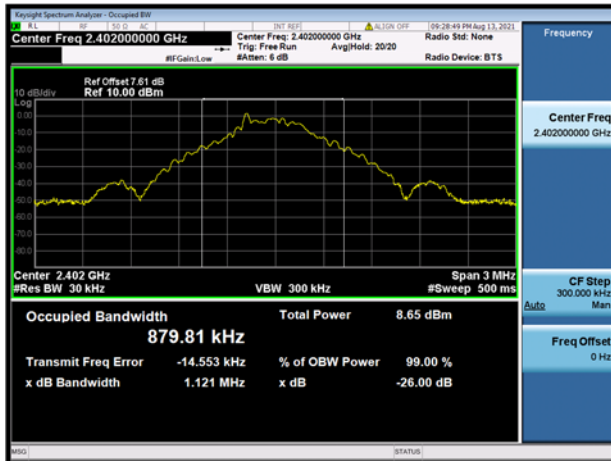 Keysight Spectrum Analyzer - Occupied BW
RL RF 50 Ω AC INT REF ALIGN OFF 09:28:49 PM Aug 13, 2021
Center Freq 2.402000000 GHz
Center Freq: 2.402000000 GHz Radio Std: None
Trig: Free Run Avg|Hold: 20/20
#IFGain:Low #Atten: 6 dB Radio Device: BTS
Ref Offset 7.61 dB
10 dB/div Ref 10.00 dBm
Log
0.00
-10.0
-20.0
-30.0
-40.0
-50.0
-60.0
-70.0
-80.0
Center 2.402 GHz Span 3 MHz
#Res BW 30 kHz VBW 300 kHz #Sweep 500 ms
Occupied Bandwidth Total Power 8.65 dBm
879.81 kHz
Transmit Freq Error -14.553 kHz % of OBW Power 99.00 %
x dB Bandwidth 1.121 MHz x dB -26.00 dB
Frequency
Center Freq
2.402000000 GHz
CF Step
300.000 kHz
Auto Man
Freq Offset
0 Hz
MSG STATUS